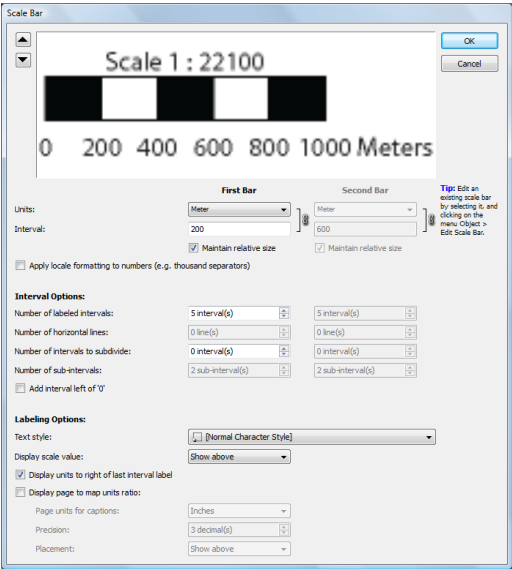 Scale Bar
OK
Cancel
Scale 1 : 22100
0 200 400 600 800 1000 Meters
First Bar Second Bar
Tip: Edit an
existing scale bar
by selecting it, and
clicking on the
menu Object >
Edit Scale Bar.
Units: Meter Meter
Interval: 200 600
Maintain relative size Maintain relative size
Apply locale formatting to numbers (e.g. thousand separators)
Interval Options:
Number of labeled intervals: 5 interval(s) 5 interval(s)
Number of horizontal lines: 0 line(s) 0 line(s)
Number of intervals to subdivide: 0 interval(s) 0 interval(s)
Number of sub-intervals: 2 sub-interval(s) 2 sub-interval(s)
Add interval left of '0'
Labeling Options:
Text style: [Normal Character Style]
Display scale value: Show above
Display units to right of last interval label
Display page to map units ratio:
Page units for captions: Inches
Precision: 3 decimal(s)
Placement: Show above